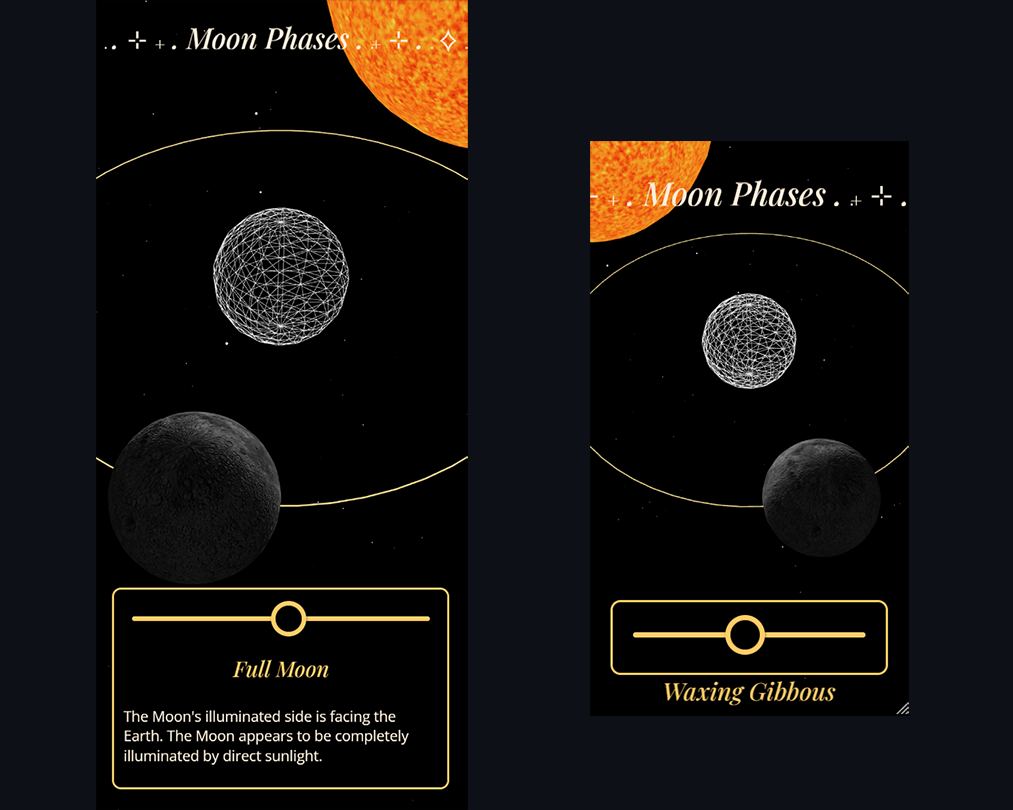 Moon Phases
Full Moon
The Moon's illuminated side is facing the
Earth. The Moon appears to be completely
illuminated by direct sunlight.
Moon Phases
Waxing Gibbous